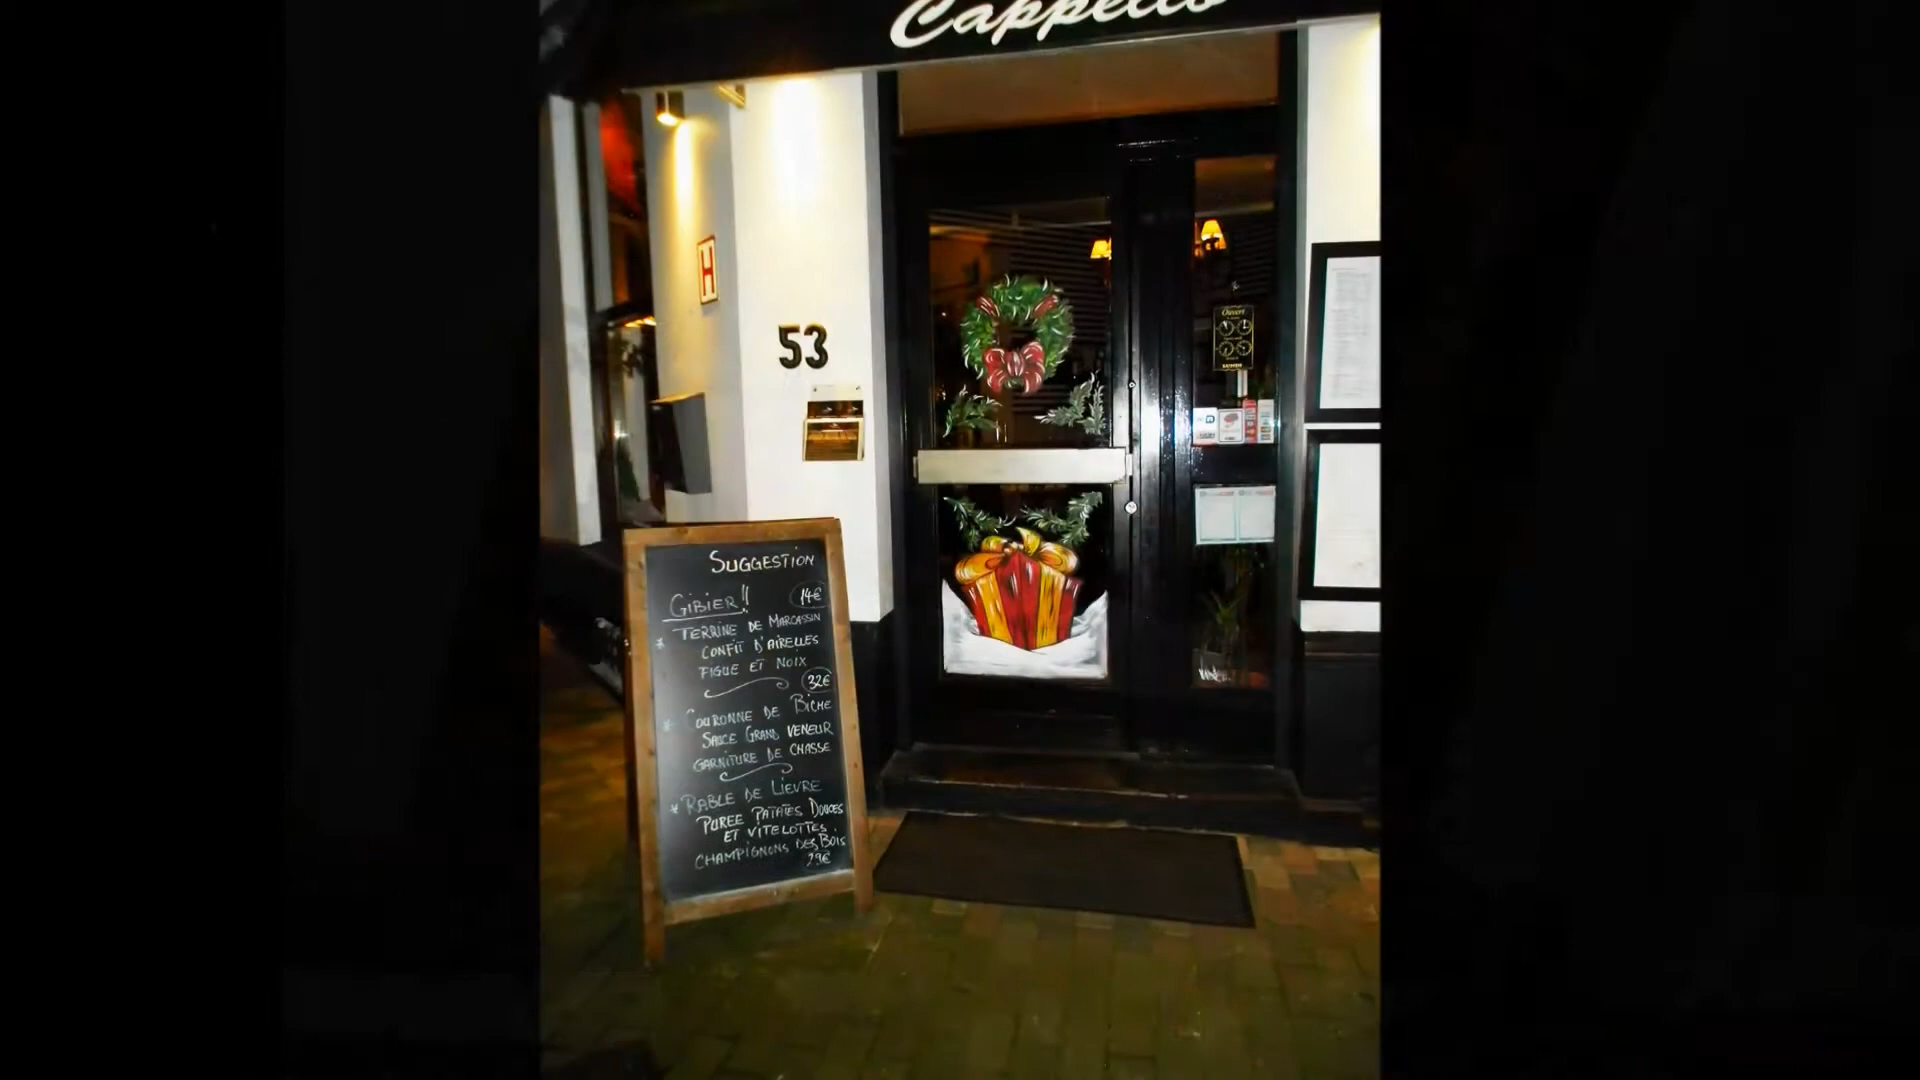 Cappello
H
53
Ouvert
SUGGESTION
GIBIER!! 14€
* TERRINE DE MARCASSIN
CONFIT D'AIRELLES
FIGUE ET NOIX
32€
* COURONNE DE BICHE
SAUCE GRAND VENEUR
GARNITURE DE CHASSE
* RABLE DE LIEVRE
PUREE PATATES DOUCES
ET VITELOTTES
CHAMPIGNONS DES BOIS
29€